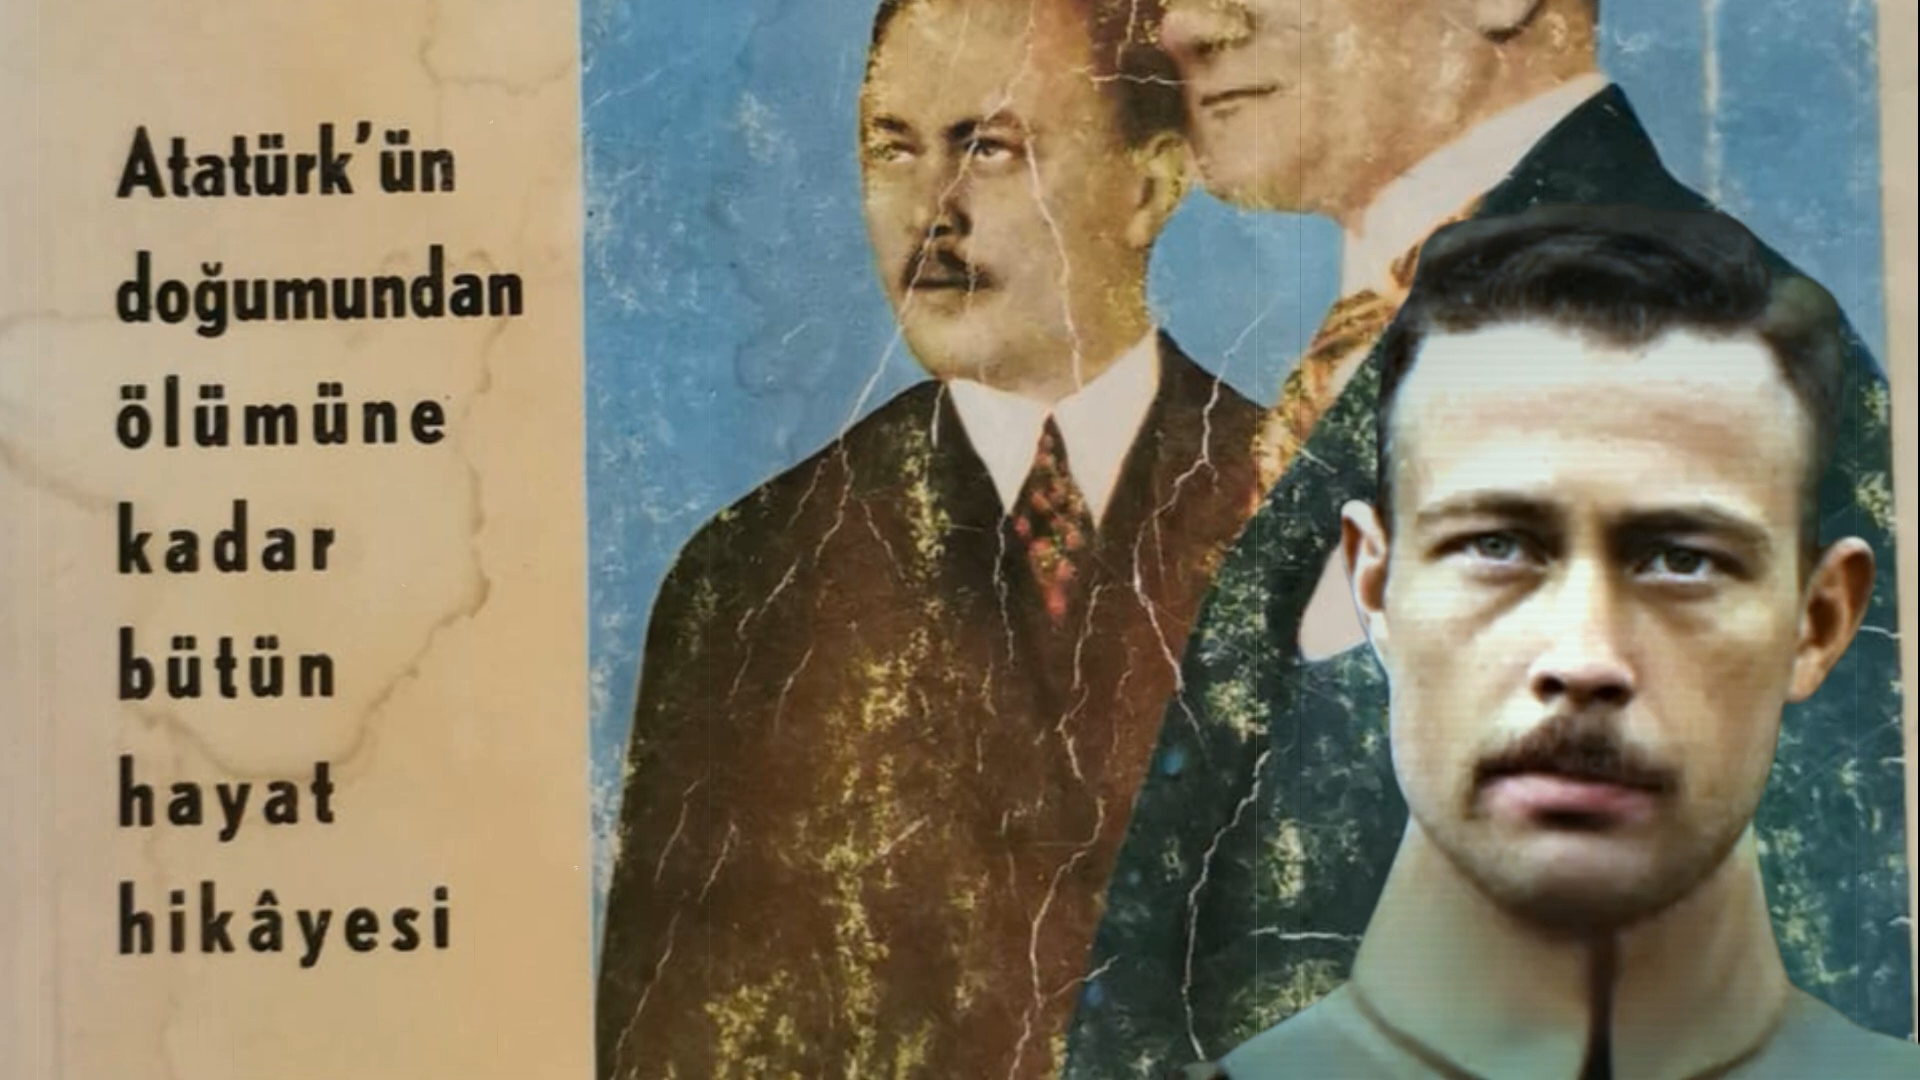 Atatürk'ün
doğumundan
ölümüne
kadar
bütün
hayat
hikâyesi